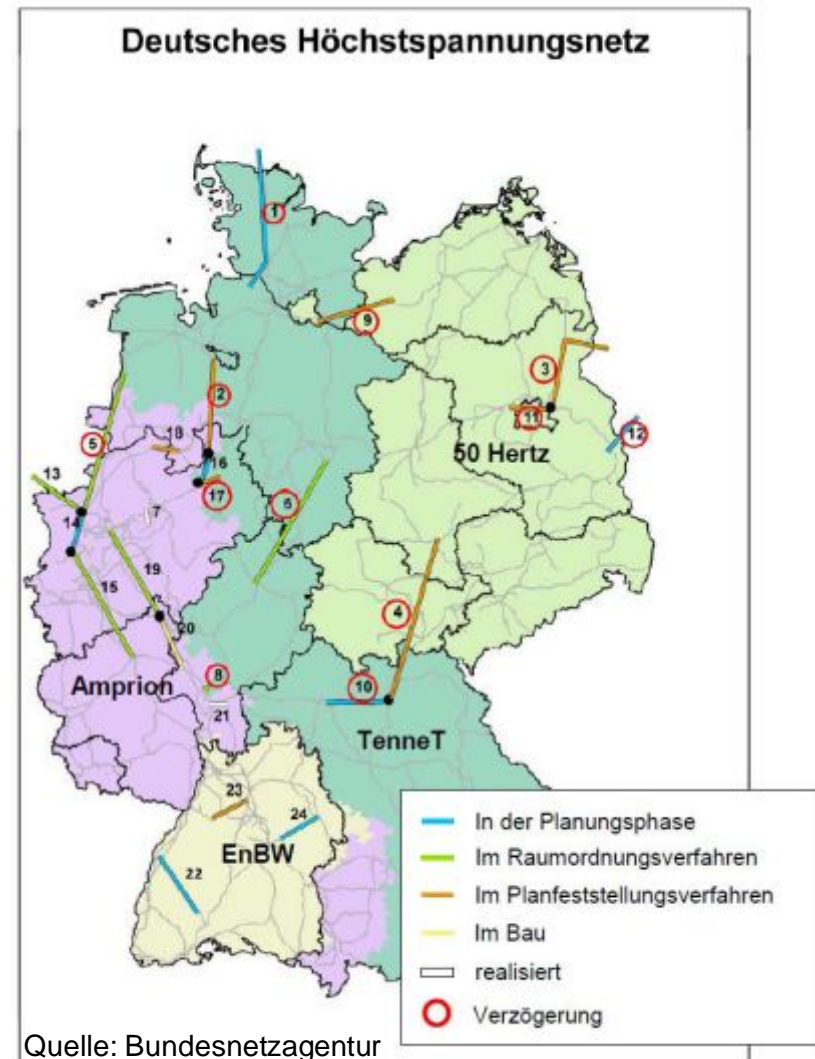 Deutsches Höchstspannungsnetz
1
9
3
2
11
12
5
18
50 Hertz
16
13
17
6
14
7
19
15
4
20
8
Amprion
10
21
TenneT
23
24
EnBW
22
In der Planungsphase
Im Raumordnungsverfahren
Im Planfeststellungsverfahren
Im Bau
realisiert
Verzögerung
Quelle: Bundesnetzagentur